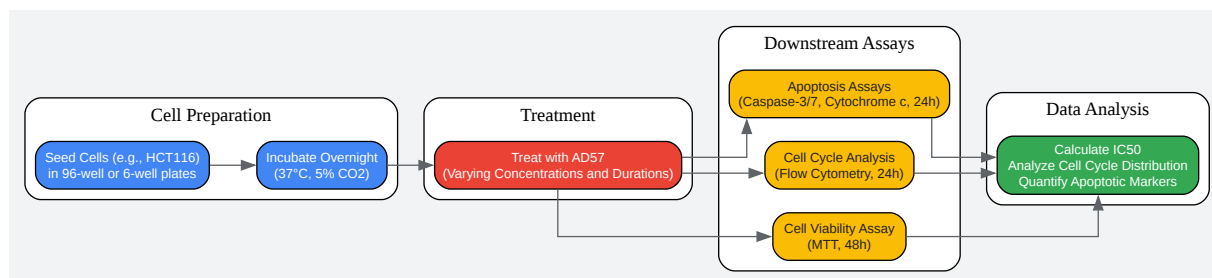 Cell Preparation
Seed Cells (e.g., HCT116)
in 96-well or 6-well plates
Incubate Overnight
(37°C, 5% CO2)
Treatment
Treat with AD57
(Varying Concentrations and Durations)
Downstream Assays
Apoptosis Assays
(Caspase-3/7, Cytochrome c, 24h)
Cell Cycle Analysis
(Flow Cytometry, 24h)
Cell Viability Assay
(MTT, 48h)
Data Analysis
Calculate IC50
Analyze Cell Cycle Distribution
Quantify Apoptotic Markers